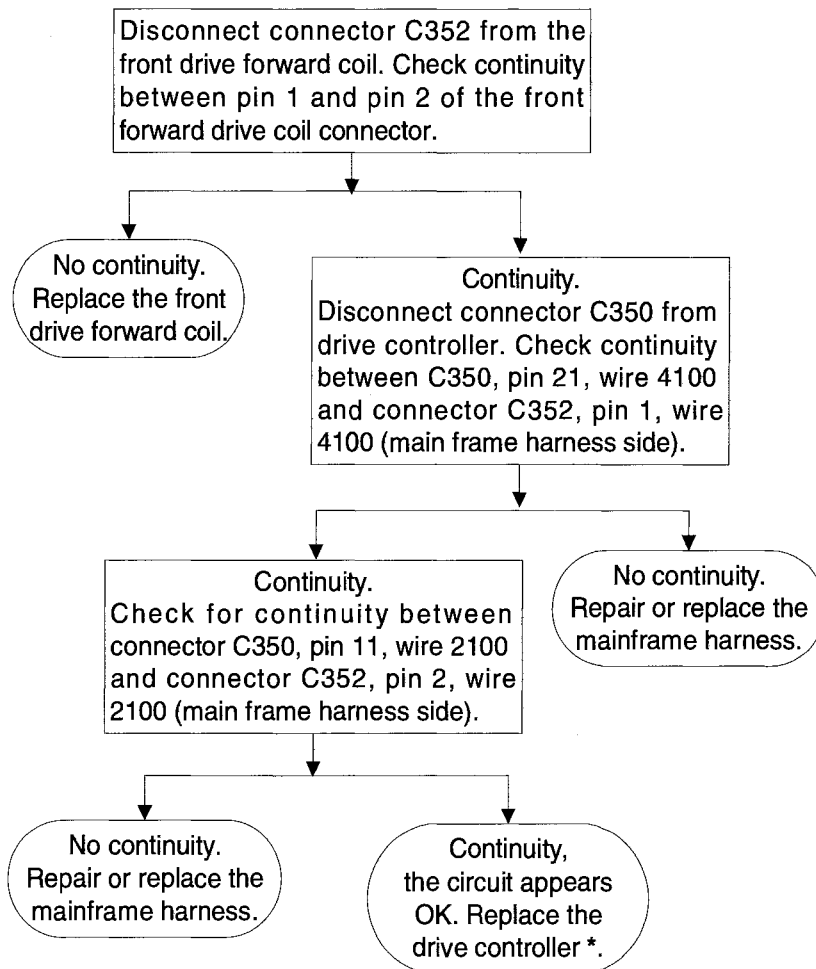 Disconnect connector C352 from the
front drive forward coil. Check continuity
between pin 1 and pin 2 of the front
forward drive coil connector.
No continuity.
Replace the front
drive forward coil.
Continuity.
Disconnect connector C350 from
drive controller. Check continuity
between C350, pin 21, wire 4100
and connector C352, pin 1, wire
4100 (main frame harness side).
Continuity.
Check for continuity between
connector C350, pin 11, wire 2100
and connector C352, pin 2, wire
2100 (main frame harness side).
No continuity.
Repair or replace the
mainframe harness.
No continuity.
Repair or replace the
mainframe harness.
Continuity,
the circuit appears
OK. Replace the
drive controller *.